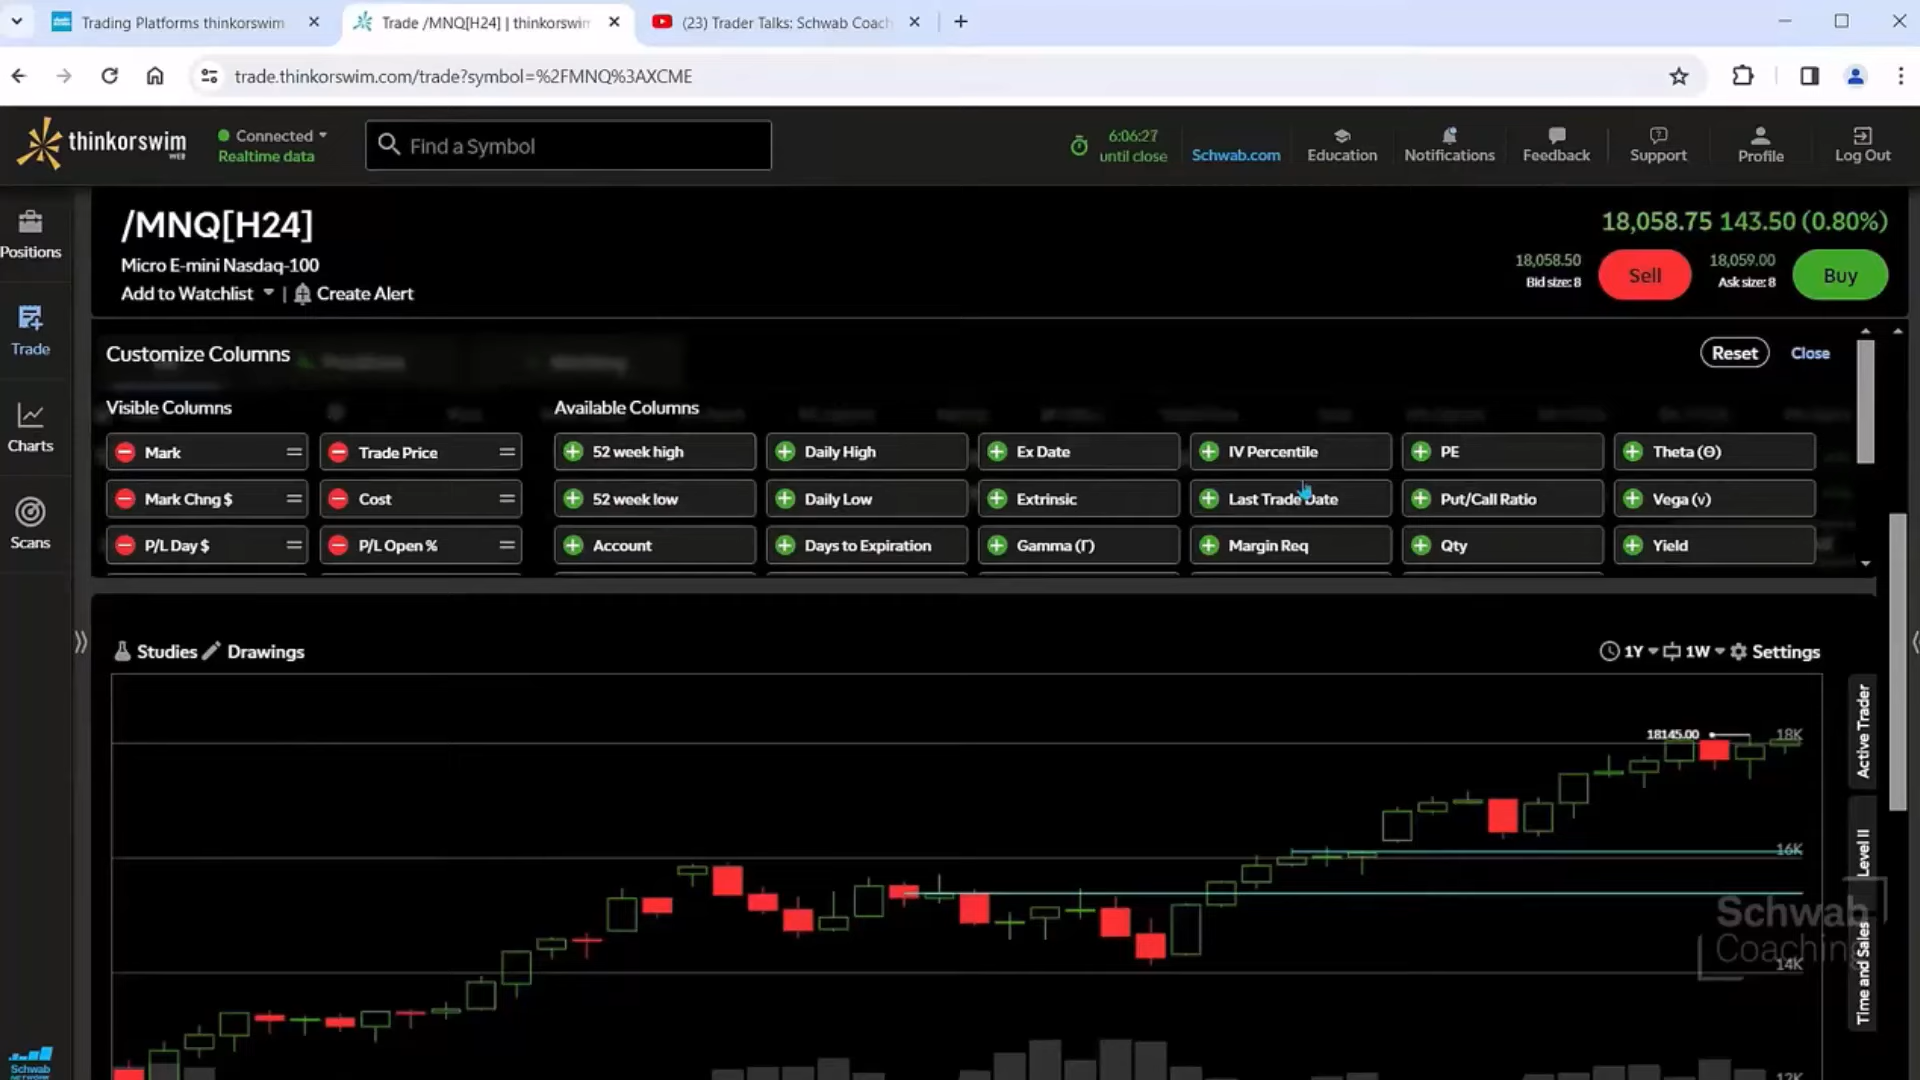 Trading Platforms thinkorswim
Trade /MNQ[H24] | thinkorswim
(23) Trader Talks: Schwab Coach
trade.thinkorswim.com/trade?symbol=%2FMNQ%3AXCME
thinkorswim
WEB
Connected
Realtime data
Find a Symbol
6:06:27
until close
Schwab.com
Education
Notifications
Feedback
Support
Profile
Log Out
Positions
Trade
Charts
Scans
/MNQ[H24]
Micro E-mini Nasdaq-100
Add to Watchlist | Create Alert
18,058.75 143.50 (0.80%)
18,058.50
Bid size: 8
Sell
18,059.00
Ask size: 8
Buy
Customize Columns
Reset
Close
Visible Columns
Available Columns
Mark
Trade Price
52 week high
Daily High
Ex Date
IV Percentile
PE
Theta (Θ)
Mark Chng $
Cost
52 week low
Daily Low
Extrinsic
Last Trade Date
Put/Call Ratio
Vega (ν)
P/L Day $
P/L Open %
Account
Days to Expiration
Gamma (Γ)
Margin Req
Qty
Yield
Studies
Drawings
1Y
1W
Settings
18145.00
18K
16K
14K
12K
Active Trader
Level II
Time and Sales
Schwab
Coaching
Schwab
NETWORK